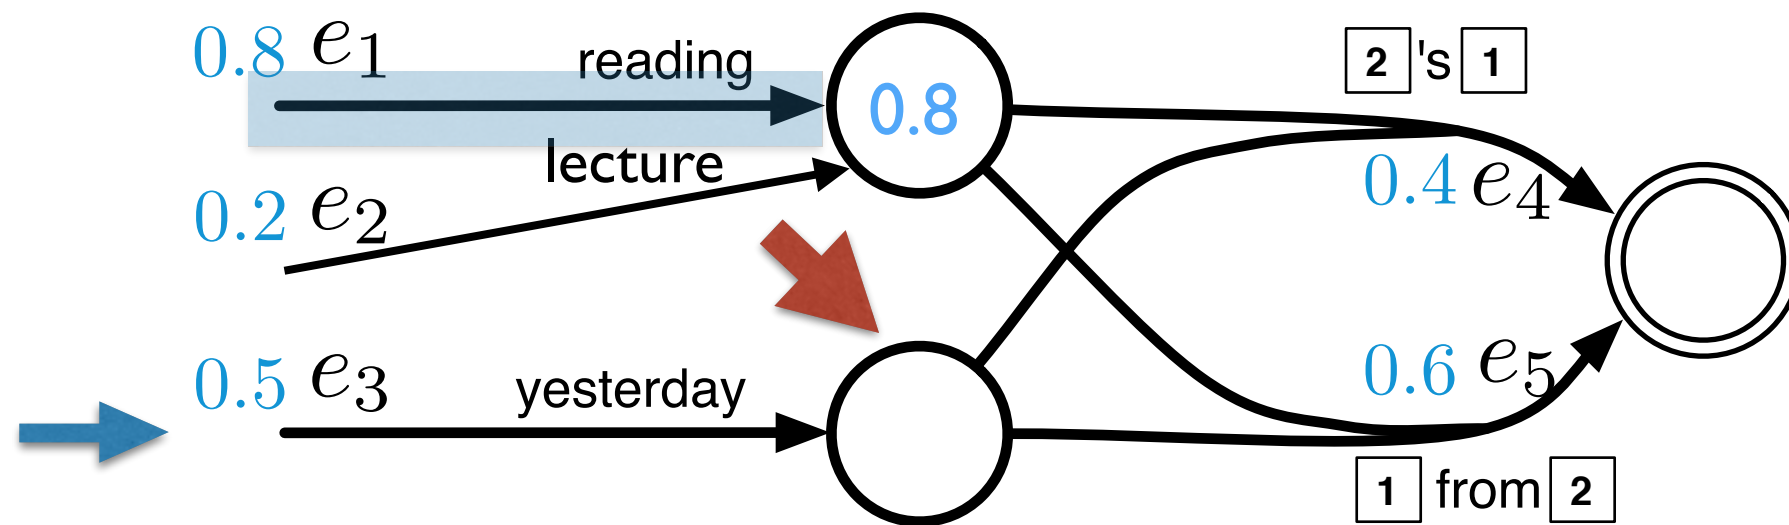 0.8 e1 reading
0.8
2 's 1
lecture
0.2 e2
0.4 e4
0.5 e3 yesterday
0.6 e5
1 from 2